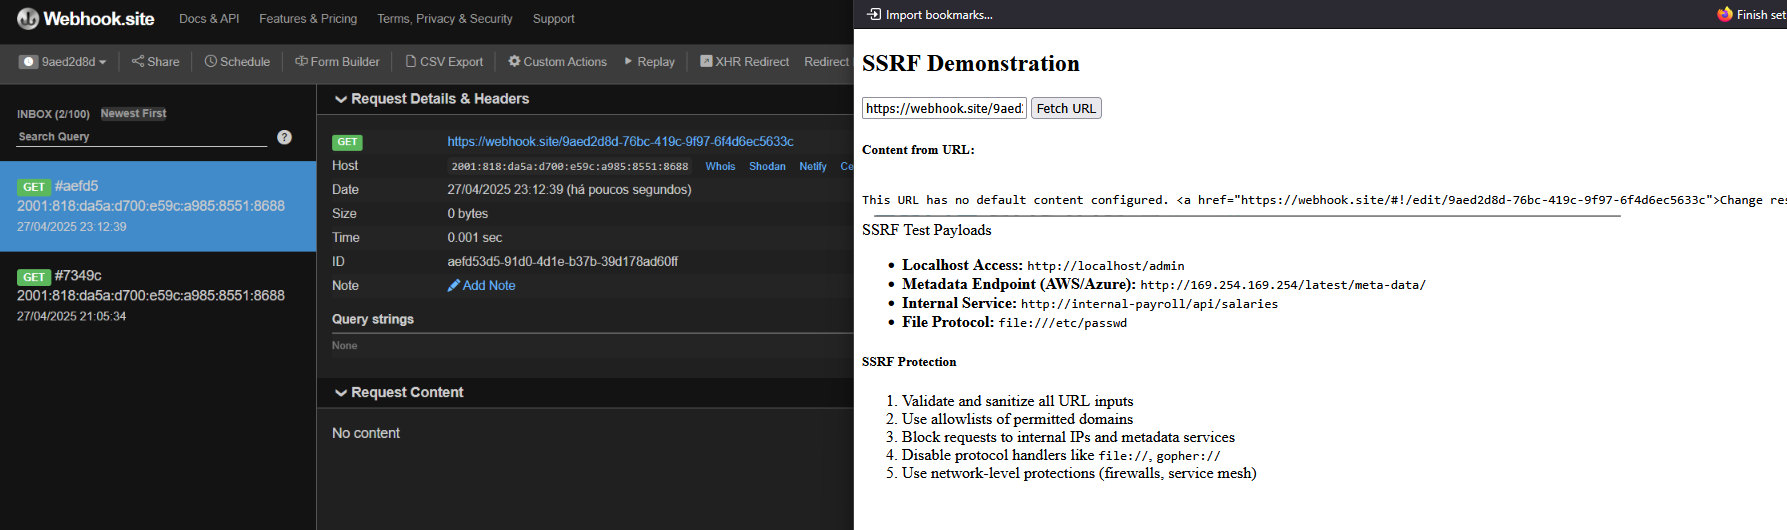 Webhook.site
Docs & API
Features & Pricing
Terms, Privacy & Security
Support
9aed2d8d
Share
Schedule
Form Builder
CSV Export
Custom Actions
Replay
XHR Redirect
Redirect
INBOX (2/100)
Newest First
Search Query
?
GET #aefd5
2001:818:da5a:d700:e59c:a985:8551:8688
27/04/2025 23:12:39
GET #7349c
2001:818:da5a:d700:e59c:a985:8551:8688
27/04/2025 21:05:34
Request Details & Headers
GET https://webhook.site/9aed2d8d-76bc-419c-9f97-6f4d6ec5633c
Host 2001:818:da5a:d700:e59c:a985:8551:8688 Whois Shodan Netify Ce
Date 27/04/2025 23:12:39 (há poucos segundos)
Size 0 bytes
Time 0.001 sec
ID aefd53d5-91d0-4d1e-b37b-39d178ad60ff
Note Add Note
Query strings
None
Request Content
No content
Import bookmarks...
Finish set
SSRF Demonstration
https://webhook.site/9aed2 Fetch URL
Content from URL:
This URL has no default content configured. <a href="https://webhook.site/#!/edit/9aed2d8d-76bc-419c-9f97-6f4d6ec5633c">Change res
SSRF Test Payloads
• Localhost Access: http://localhost/admin
• Metadata Endpoint (AWS/Azure): http://169.254.169.254/latest/meta-data/
• Internal Service: http://internal-payroll/api/salaries
• File Protocol: file:///etc/passwd
SSRF Protection
1. Validate and sanitize all URL inputs
2. Use allowlists of permitted domains
3. Block requests to internal IPs and metadata services
4. Disable protocol handlers like file://, gopher://
5. Use network-level protections (firewalls, service mesh)